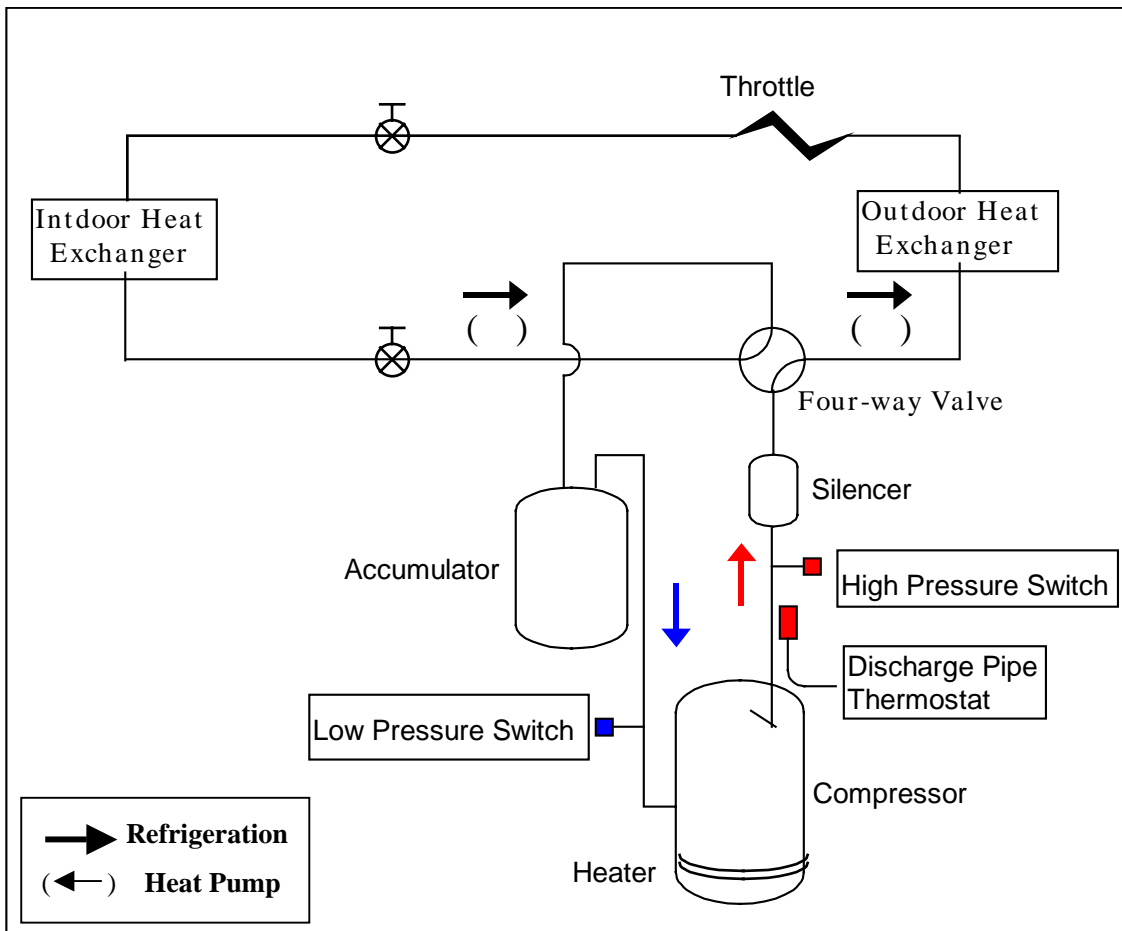 Throttle
Intdoor Heat
Exchanger
Outdoor Heat
Exchanger
( )
( )
Four-way Valve
Silencer
Accumulator
High Pressure Switch
Discharge Pipe
Thermostat
Low Pressure Switch
Compressor
Heater
Refrigeration
( ) Heat Pump